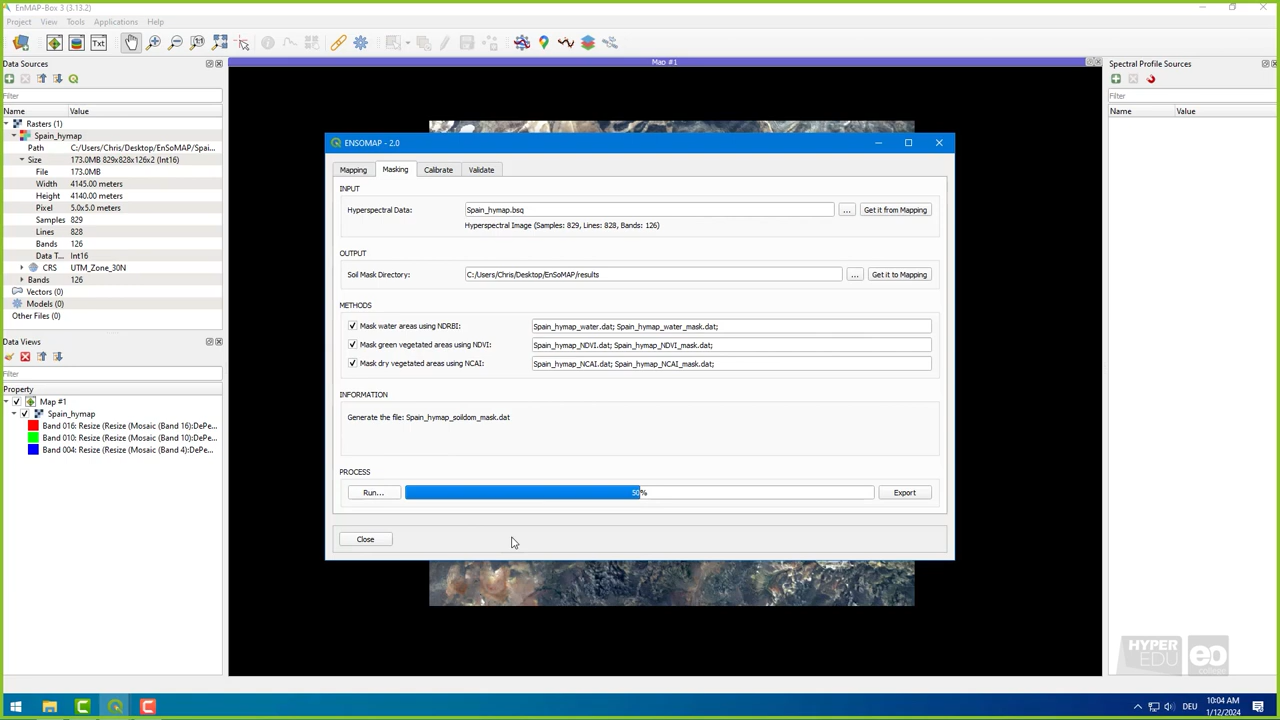 EnMAP-Box 3 (3.13.2)
Project View Tools Applications Help
Txt
Data Sources
Filter
Name Value
Rasters (1)
Spain_hymap
Path C:/Users/Chris/Desktop/EnSoMAP/Spai...
Size 173.0MB 829x828x126x2 (Int16)
File 173.0MB
Width 4145.00 meters
Height 4140.00 meters
Pixel 5.0x5.0 meters
Samples 829
Lines 828
Bands 126
Data T... Int16
CRS UTM_Zone_30N
Bands 126
Vectors (0)
Models (0)
Other Files (0)
Data Views
Filter
Property
Map #1
Spain_hymap
Band 016: Resize (Resize (Mosaic (Band 16):DePe...
Band 010: Resize (Resize (Mosaic (Band 10):DePe...
Band 004: Resize (Resize (Mosaic (Band 4):DePe...
Map #1
ENSOMAP - 2.0
Mapping Masking Calibrate Validate
INPUT
Hyperspectral Data: Spain_hymap.bsq ... Get it from Mapping
Hyperspectral Image (Samples: 829, Lines: 828, Bands: 126)
OUTPUT
Soil Mask Directory: C:/Users/Chris/Desktop/EnSoMAP/results ... Get it to Mapping
METHODS
Mask water areas using NDRBI: Spain_hymap_water.dat; Spain_hymap_water_mask.dat;
Mask green vegetated areas using NDVI: Spain_hymap_NDVI.dat; Spain_hymap_NDVI_mask.dat;
Mask dry vegetated areas using NCAI: Spain_hymap_NCAI.dat; Spain_hymap_NCAI_mask.dat;
INFORMATION
Generate the file: Spain_hymap_soildom_mask.dat
PROCESS
Run... 50% Export
Close
Spectral Profile Sources
Filter
Name Value
HYPER
EDU
eo
college
DEU
10:04 AM
1/12/2024